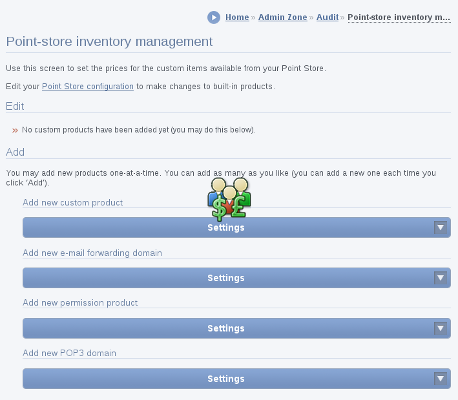 Home » Admin Zone » Audit » Point-store inventory m...
Point-store inventory management
Use this screen to set the prices for the custom items available from your Point Store.
Edit your Point Store configuration to make changes to built-in products.
Edit
» No custom products have been added yet (you may do this below).
Add
You may add new products one-at-a-time. You can add as many as you like (you can add a new one each time you
click 'Add').
Add new custom product
Settings
Add new e-mail forwarding domain
Settings
Add new permission product
Settings
Add new POP3 domain
Settings